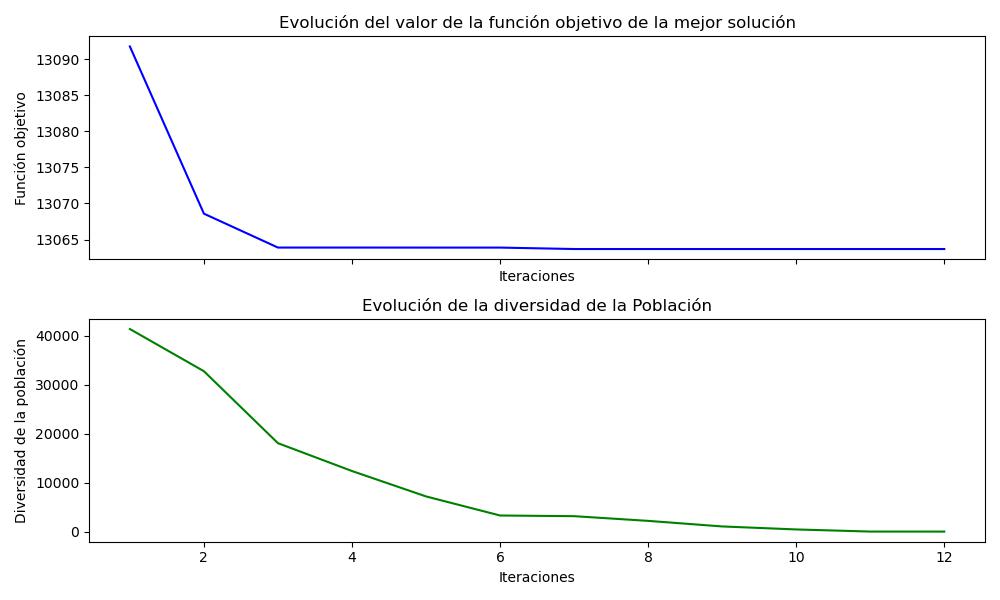 Evolución del valor de la función objetivo de la mejor solución
Función objetivo
13090
13085
13080
13075
13070
13065
Iteraciones
Evolución de la diversidad de la Población
Diversidad de la población
40000
30000
20000
10000
0
2 4 6 8 10 12
Iteraciones